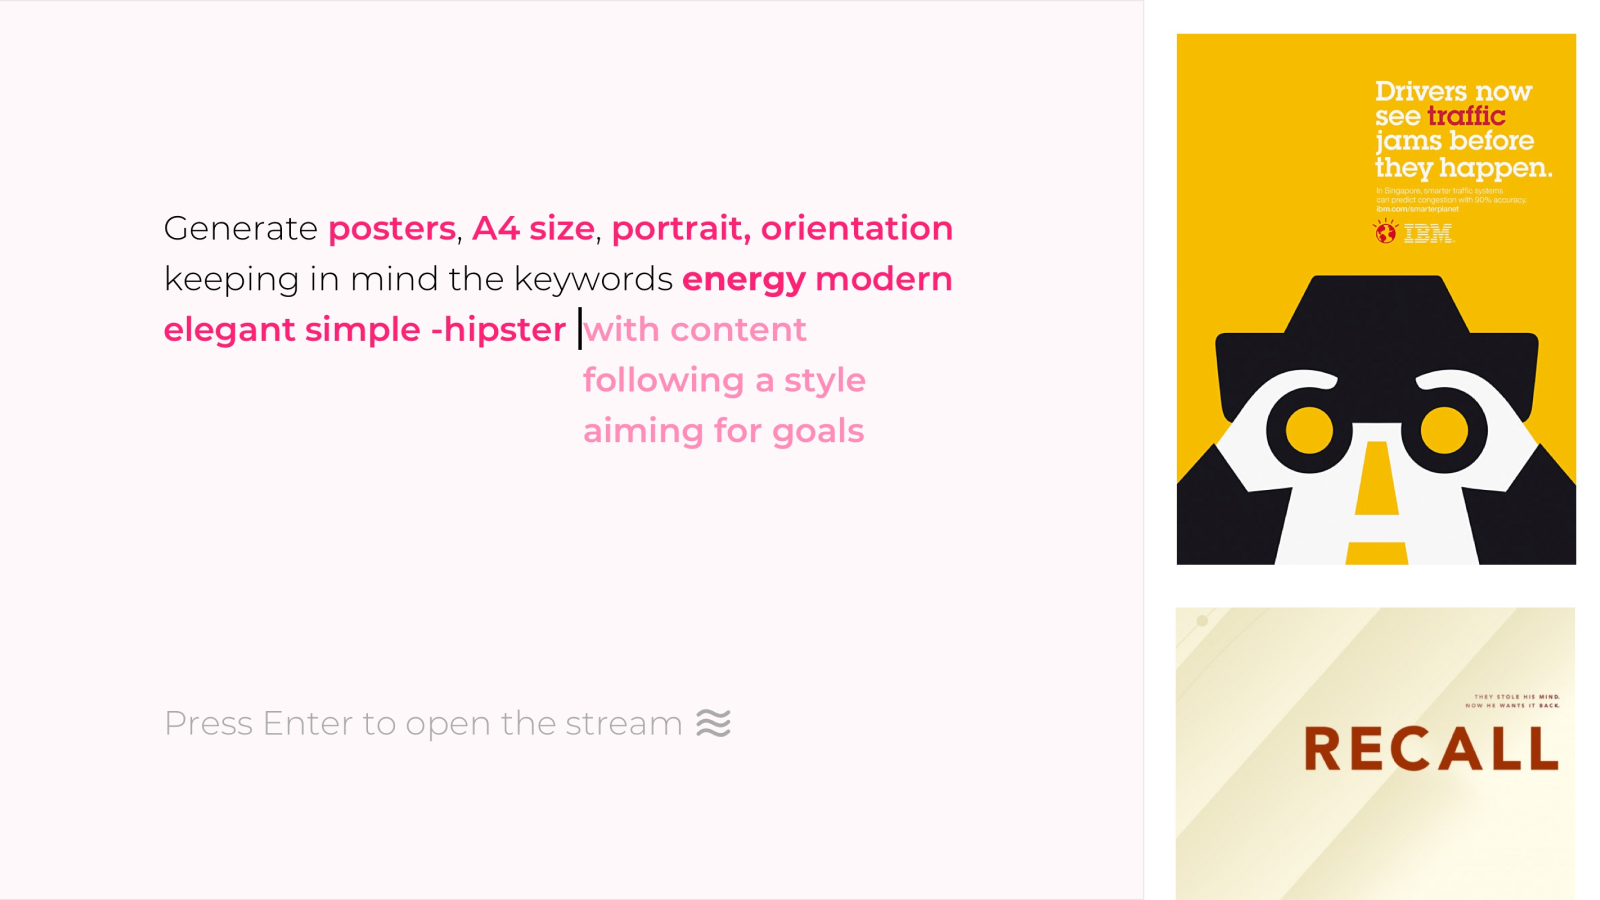 Generate posters, A4 size, portrait, orientation
keeping in mind the keywords energy modern
elegant simple -hipster with content
following a style
aiming for goals
Press Enter to open the stream
Drivers now
see traffic
jams before
they happen.
In Singapore, smarter traffic systems
can predict congestion with 90% accuracy.
ibm.com/smarterplanet
IBM
THEY STOLE HIS MIND.
NOW HE WANTS IT BACK.
RECALL